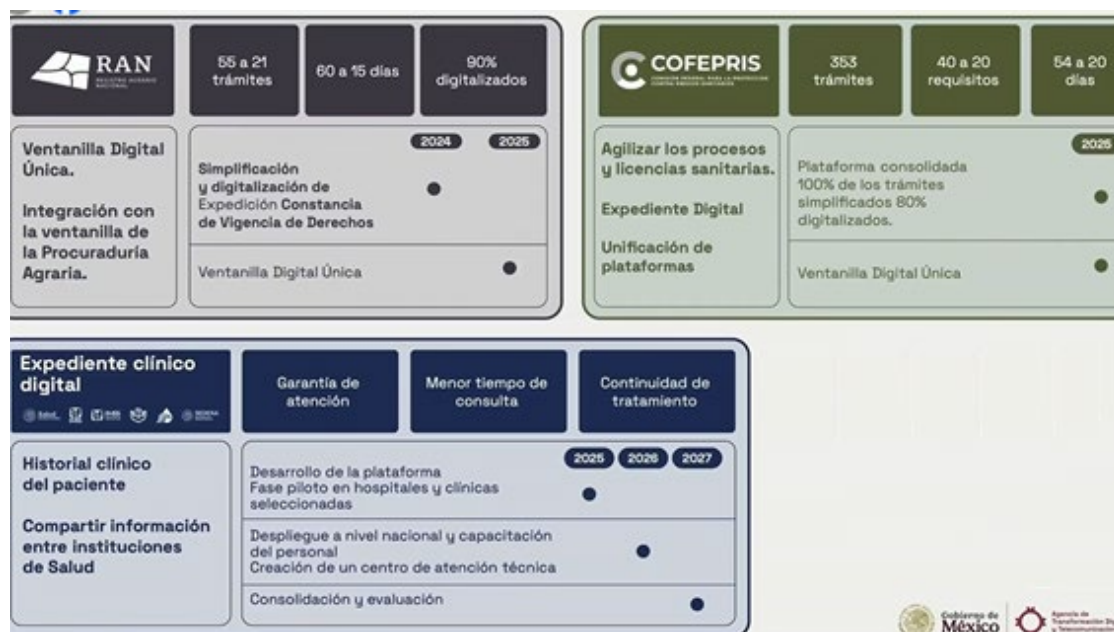 RAN
REGISTRO AGRARIO
NACIONAL
55 a 21
trámites
60 a 15 días
90%
digitalizados
Ventanilla Digital
Única.
Integración con
la ventanilla de
la Procuraduría
Agraria.
2024
2025
Simplificación
y digitalización de
Expedición Constancia
de Vigencia de Derechos
Ventanilla Digital Única
COFEPRIS
353
trámites
40 a 20
requisitos
54 a 20
días
Agilizar los procesos
y licencias sanitarias.
Expediente Digital
Unificación de
plataformas
2025
Plataforma consolidada
100% de los trámites
simplificados 80%
digitalizados.
Ventanilla Digital Única
Expediente clínico
digital
Garantía de
atención
Menor tiempo de
consulta
Continuidad de
tratamiento
Historial clínico
del paciente
Compartir información
entre instituciones
de Salud
2025
2026
2027
Desarrollo de la plataforma
Fase piloto en hospitales y clínicas
seleccionadas
Despliegue a nivel nacional y capacitación
del personal
Creación de un centro de atención técnica
Consolidación y evaluación
Gobierno de
México
Agencia de